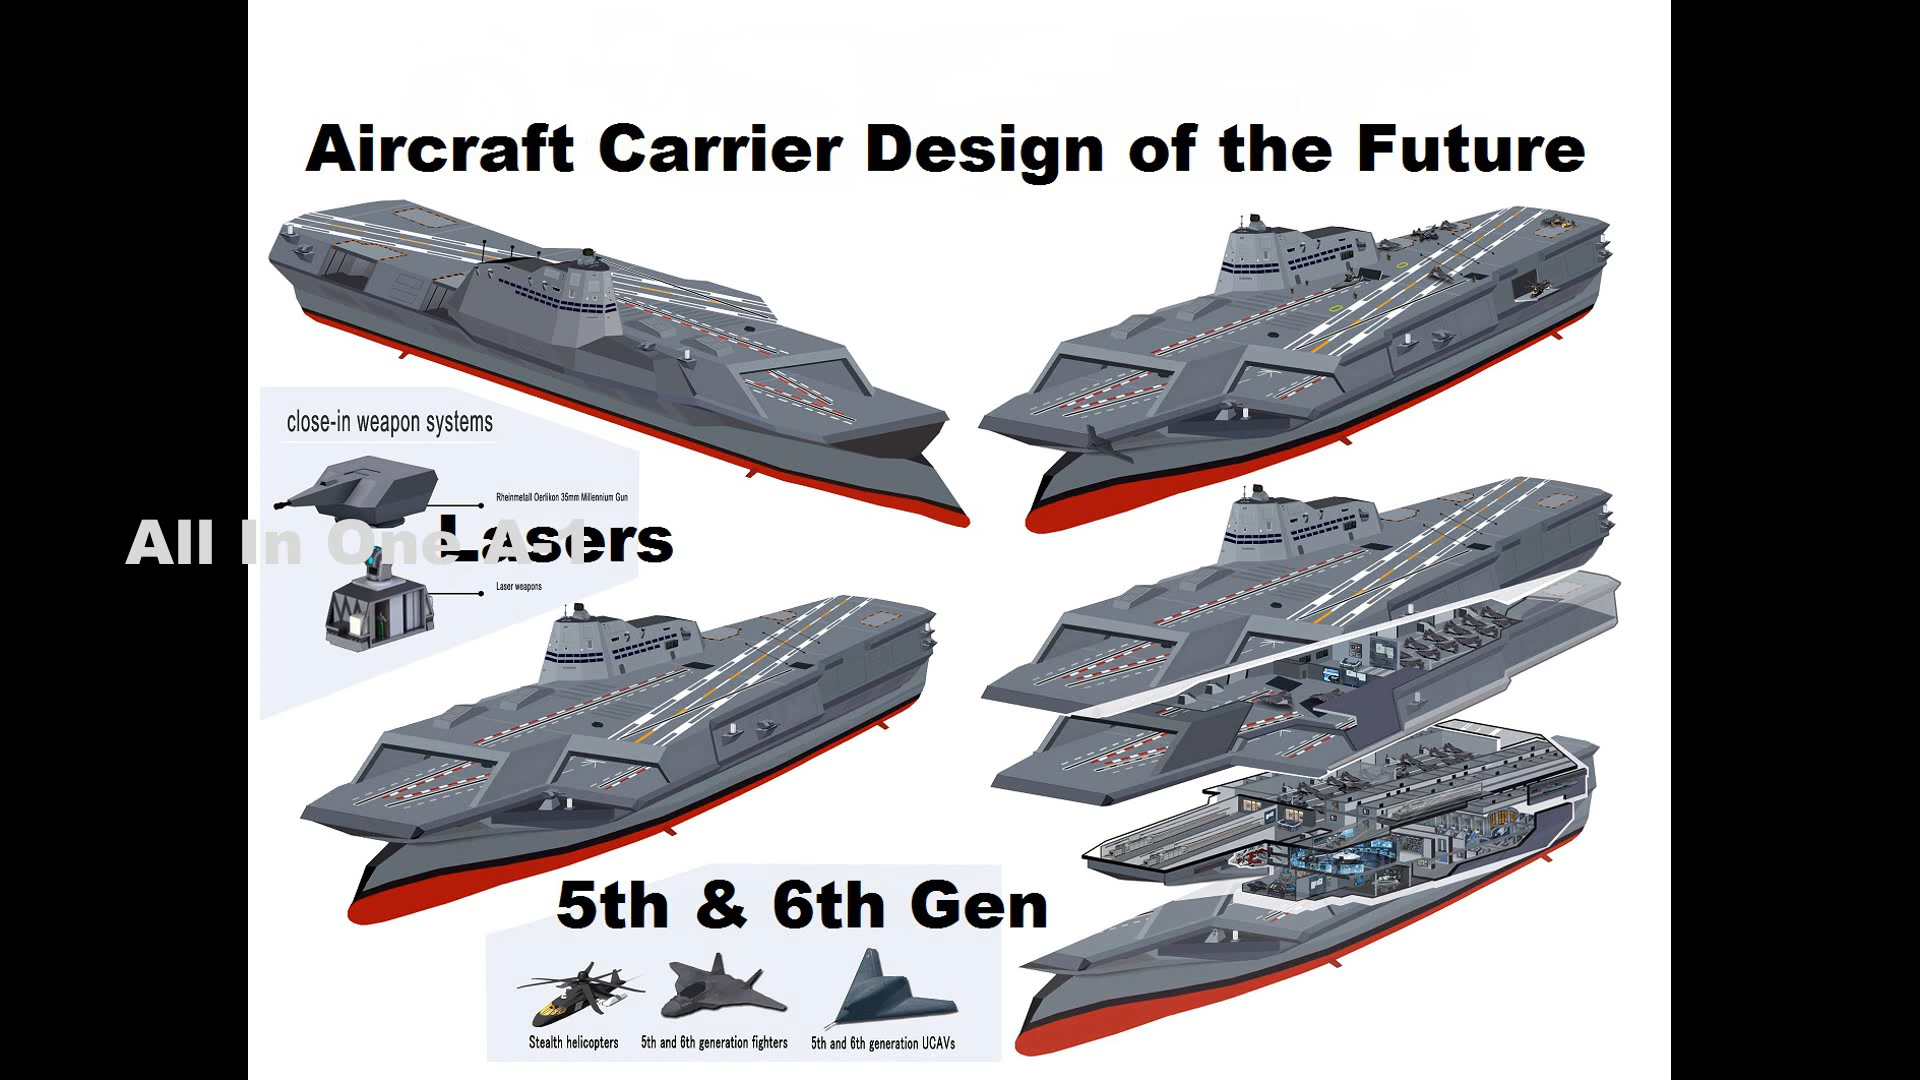 Aircraft Carrier Design of the Future
close-in weapon systems
Rheinmetall Oerlikon 35mm Millennium Gun
Lasers
All In One A-1
Laser weapons
5th & 6th Gen
Stealth helicopters
5th and 6th generation fighters
5th and 6th generation UCAVs